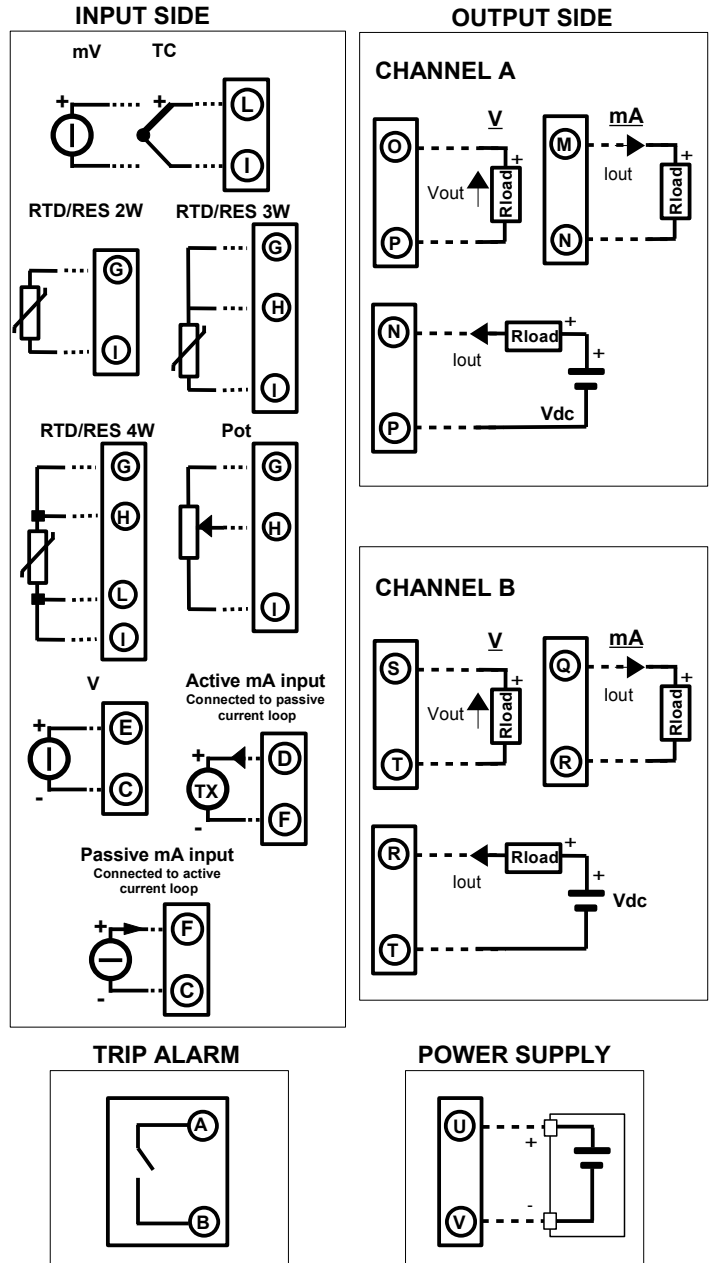 INPUT SIDE
mV TC
+ +
L
I
RTD/RES 2W RTD/RES 3W
G
I
G
H
I
RTD/RES 4W Pot
G
H
L
I
G
H
I
V
+
E
-
C
Active mA input
Connected to passive
current loop
+
D
TX
-
F
Passive mA input
Connected to active
current loop
+
F
-
C
OUTPUT SIDE
CHANNEL A
V
O
+
Vout
Rload
P
mA
M
+
Iout
Rload
N
N
Rload
+
Iout
+
Vdc
P
CHANNEL B
V
S
+
Vout
Rload
T
mA
Q
+
Iout
Rload
R
R
Rload
+
Iout
+
Vdc
T
TRIP ALARM
A
B
POWER SUPPLY
U
+
-
V